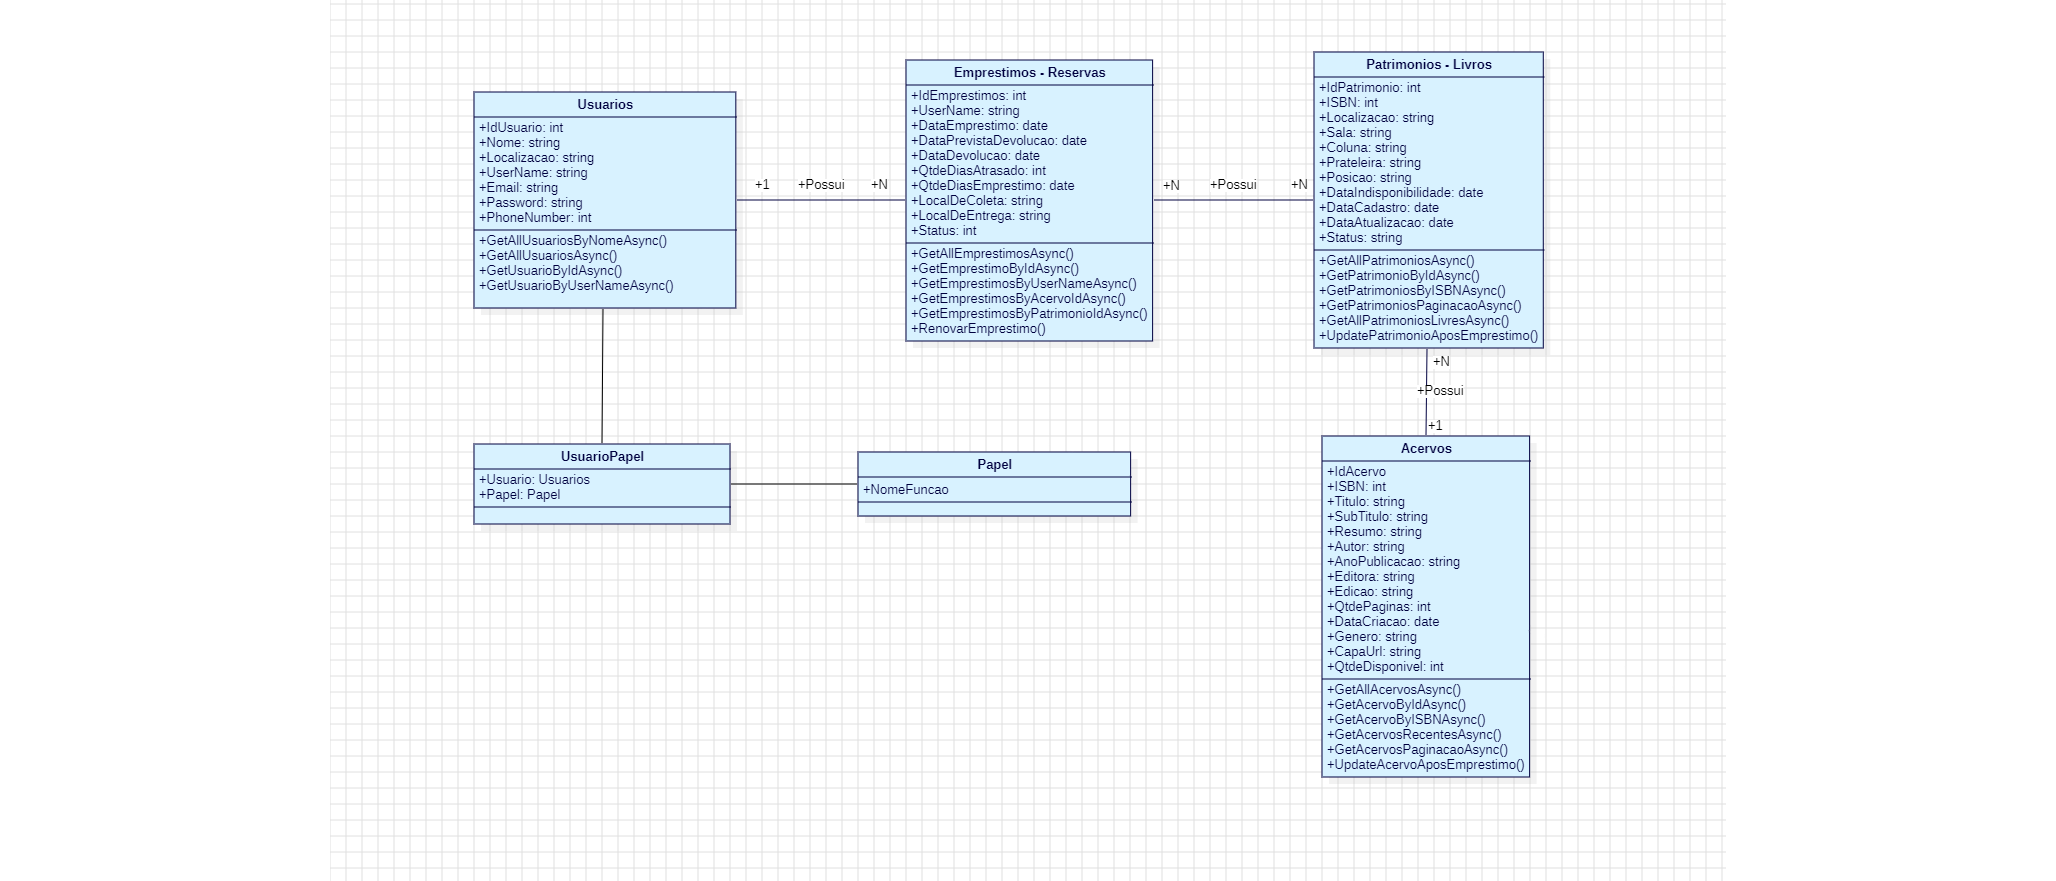 Usuarios
+IdUsuario: int
+Nome: string
+Localizacao: string
+UserName: string
+Email: string
+Password: string
+PhoneNumber: int
+GetAllUsuariosByNomeAsync()
+GetAllUsuariosAsync()
+GetUsuarioByIdAsync()
+GetUsuarioByUserNameAsync()
+1 +Possui +N
Emprestimos - Reservas
+IdEmprestimos: int
+UserName: string
+DataEmprestimo: date
+DataPrevistaDevolucao: date
+DataDevolucao: date
+QtdeDiasAtrasado: int
+QtdeDiasEmprestimo: date
+LocalDeColeta: string
+LocalDeEntrega: string
+Status: int
+GetAllEmprestimosAsync()
+GetEmprestimoByIdAsync()
+GetEmprestimosByUserNameAsync()
+GetEmprestimosByAcervoIdAsync()
+GetEmprestimosByPatrimonioIdAsync()
+RenovarEmprestimo()
+N +Possui +N
Patrimonios - Livros
+IdPatrimonio: int
+ISBN: int
+Localizacao: string
+Sala: string
+Coluna: string
+Prateleira: string
+Posicao: string
+DataIndisponibilidade: date
+DataCadastro: date
+DataAtualizacao: date
+Status: string
+GetAllPatrimoniosAsync()
+GetPatrimonioByIdAsync()
+GetPatrimoniosByISBNAsync()
+GetPatrimoniosPaginacaoAsync()
+GetAllPatrimoniosLivresAsync()
+UpdatePatrimonioAposEmprestimo()
+N
+Possui
+1
UsuarioPapel
+Usuario: Usuarios
+Papel: Papel
Papel
+NomeFuncao
Acervos
+IdAcervo
+ISBN: int
+Titulo: string
+SubTitulo: string
+Resumo: string
+Autor: string
+AnoPublicacao: string
+Editora: string
+Edicao: string
+QtdePaginas: int
+DataCriacao: date
+Genero: string
+CapaUrl: string
+QtdeDisponivel: int
+GetAllAcervosAsync()
+GetAcervoByIdAsync()
+GetAcervoByISBNAsync()
+GetAcervosRecentesAsync()
+GetAcervosPaginacaoAsync()
+UpdateAcervoAposEmprestimo()